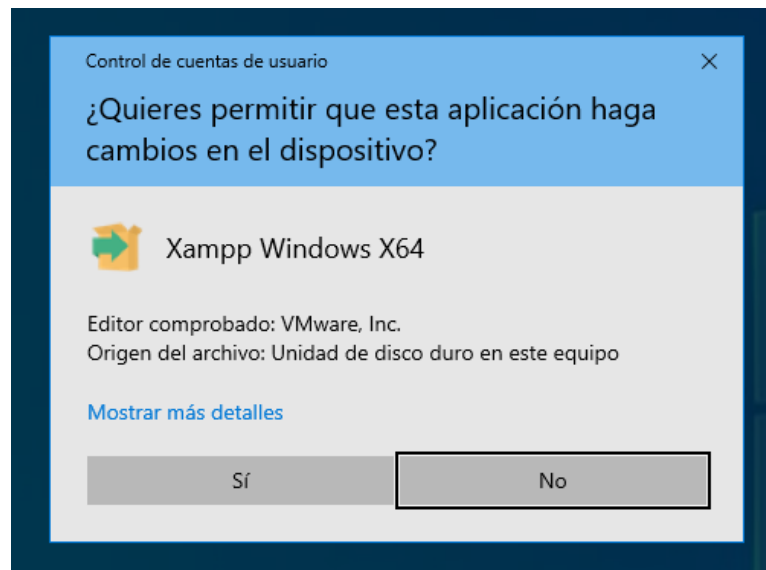 Control de cuentas de usuario
¿Quieres permitir que esta aplicación haga
cambios en el dispositivo?
Xampp Windows X64
Editor comprobado: VMware, Inc.
Origen del archivo: Unidad de disco duro en este equipo
Mostrar más detalles
Sí
No